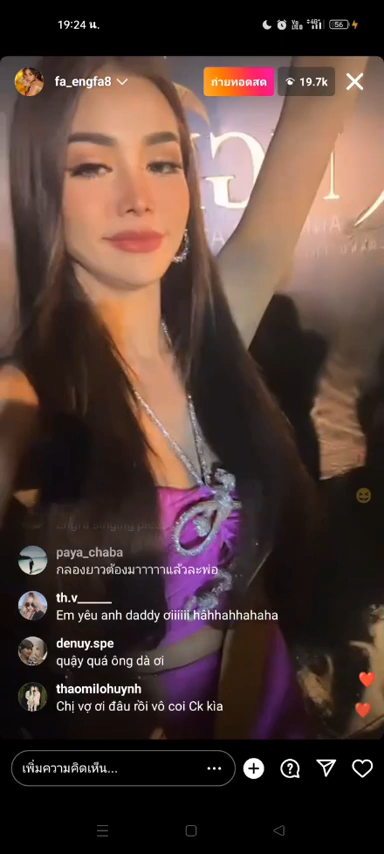 19:24 น.
56
fa_engfa8
ถ่ายทอดสด
19.7k
paya_chaba
กลองยาวต้องมาาาาาแล้วละพ่อ
th.v______
Em yêu anh daddy ơiiiiii hâhhahhahaha
denuy.spe
quậy quá ông dà ơi
thaomilohuynh
Chị vợ ơi đâu rồi vô coi Ck kìa
เพิ่มความคิดเห็น...